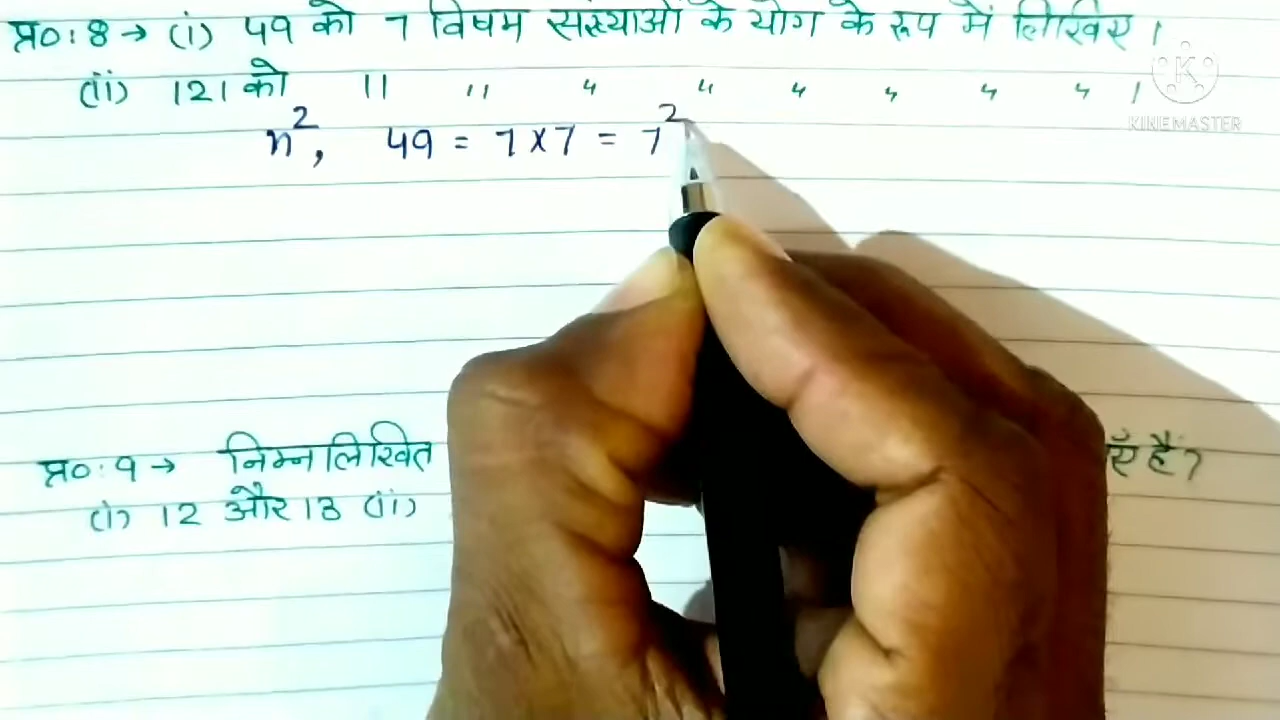 प्र०:8→ (i) 49 को 7 विषम संख्याओं के योग के रूप में लिखिए।
(ii) 121 को 11 " " " " " " " ।
KINEMASTER
n², 49 = 7×7 = 7²
प्र०:9→ निम्नलिखित हैं?
(i) 12 और 13 (ii)